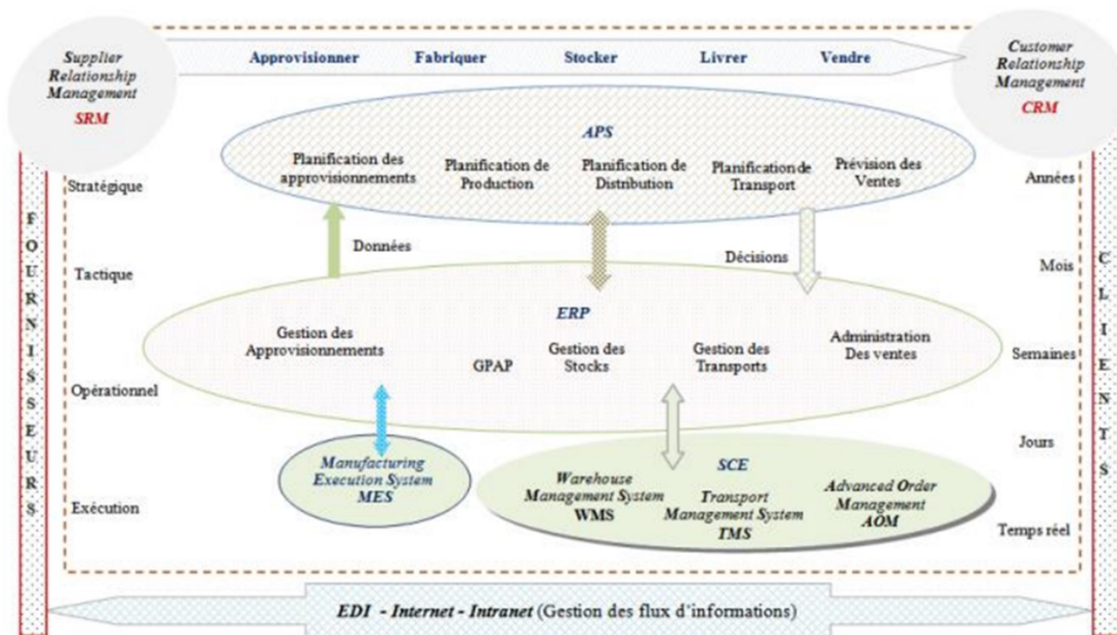 Supplier
Relationship
Management
SRM
Approvisionner Fabriquer Stocker Livrer Vendre
Customer
Relationship
Management
CRM
APS
Planification des
approvisionnements
Planification de
Production
Planification de
Distribution
Planification de
Transport
Prévision des
Ventes
Stratégique
Années
Données
Décisions
Tactique
Mois
ERP
Gestion des
Approvisionnements
GPAP
Gestion des
Stocks
Gestion des
Transports
Administration
Des ventes
Semaines
Opérationnel
Jours
Manufacturing
Execution System
MES
SCE
Warehouse
Management System
WMS
Transport
Management System
TMS
Advanced Order
Management
AOM
Exécution
Temps réel
FOURNISSEURS
CLIENTS
EDI - Internet - Intranet (Gestion des flux d'informations)